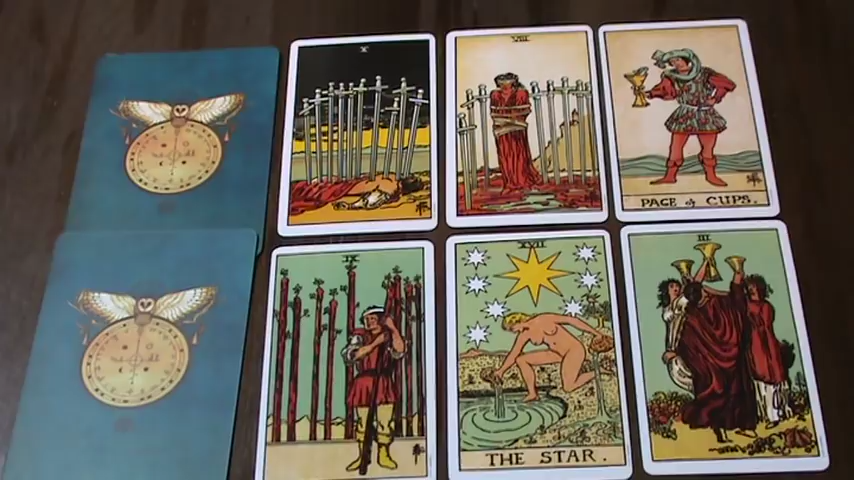 X
VIII
PAGE of CUPS.
IX
XVII
THE STAR.
III